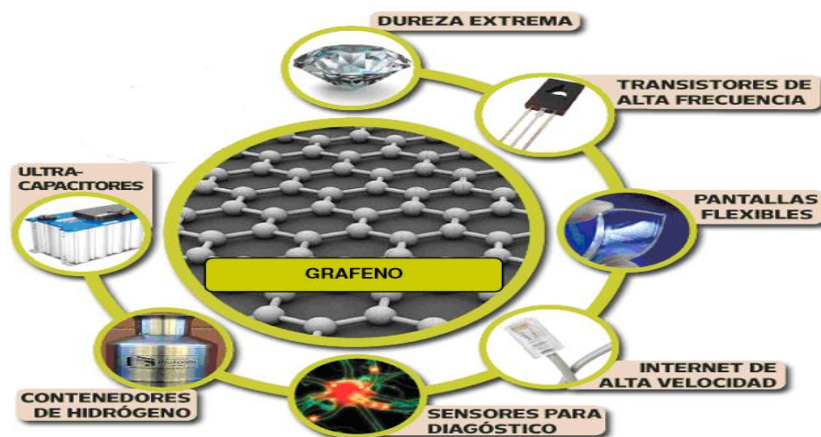 DUREZA EXTREMA
TRANSISTORES DE
ALTA FRECUENCIA
PANTALLAS
FLEXIBLES
INTERNET DE
ALTA VELOCIDAD
SENSORES PARA
DIAGÓSTICO
CONTENEDORES
DE HIDRÓGENO
ULTRA-
CAPACITORES
GRAFENO